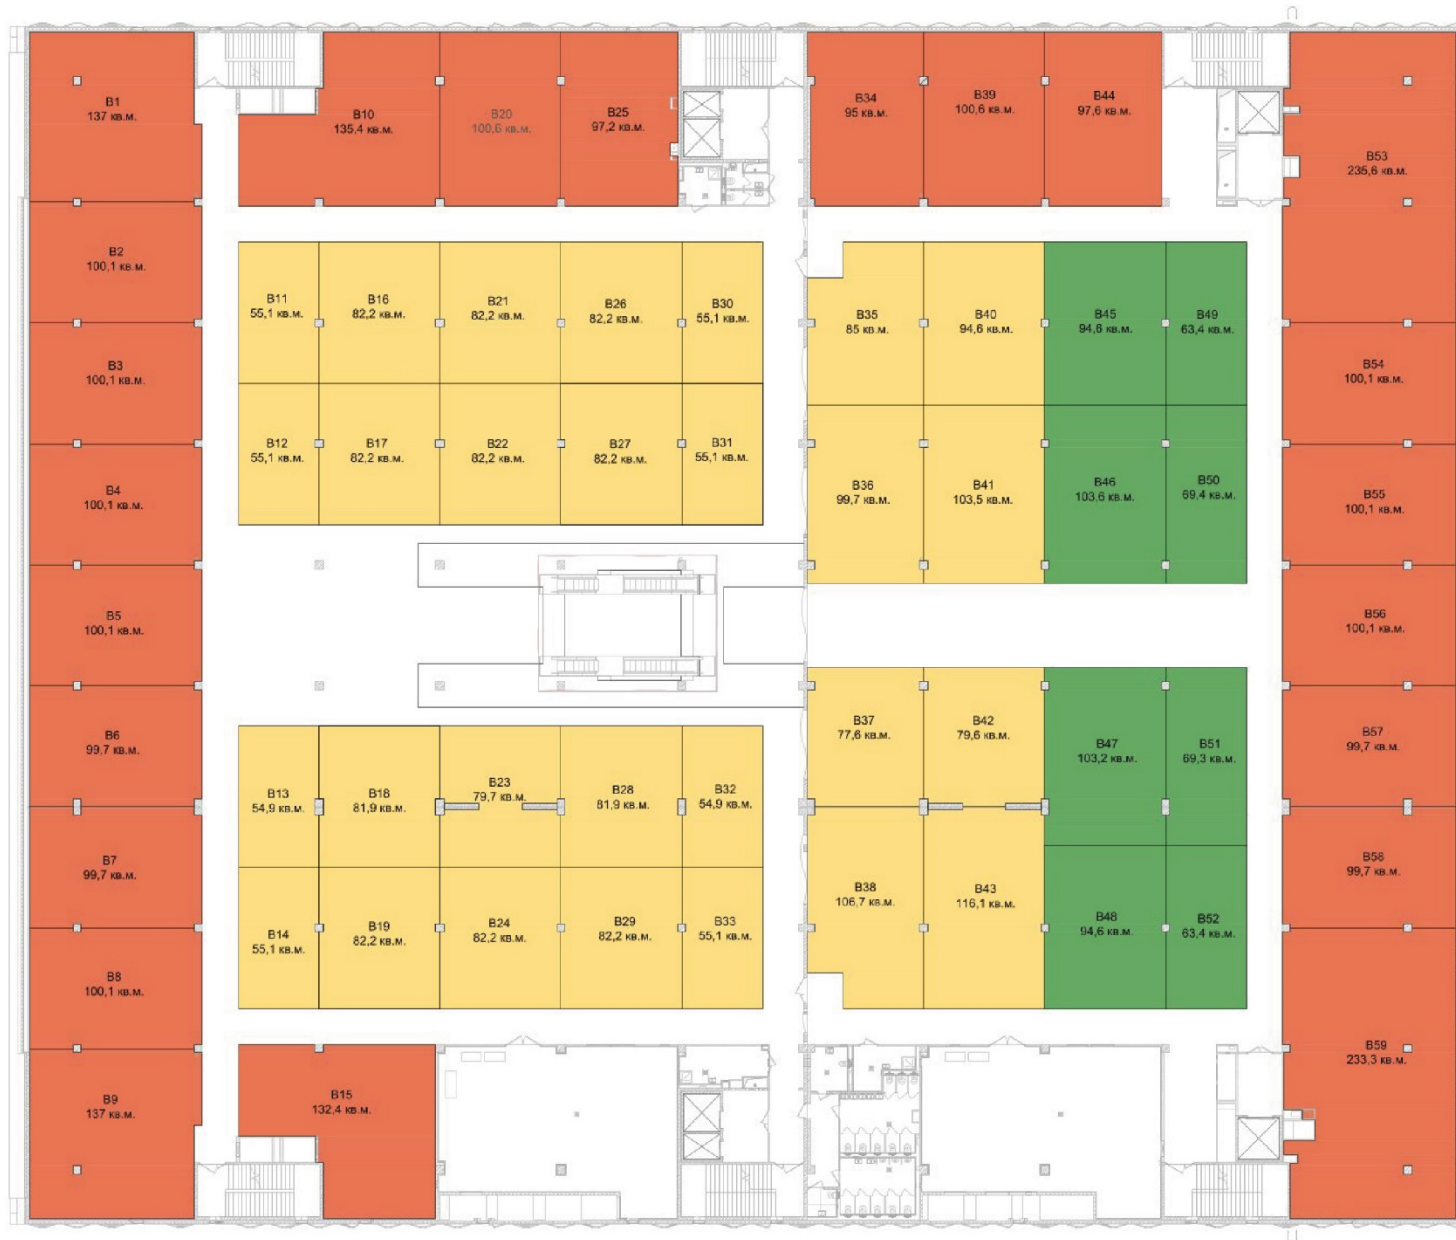 B1
137 кв.м.
B10
135,4 кв.м.
B20
100,6 кв.м.
B25
97,2 кв.м.
B34
95 кв.м.
B39
100,6 кв.м.
B44
97,6 кв.м.
B53
235,6 кв.м.
B2
100,1 кв.м.
B11
55,1 кв.м.
B16
82,2 кв.м.
B21
82,2 кв.м.
B26
82,2 кв.м.
B30
55,1 кв.м.
B35
85 кв.м.
B40
94,6 кв.м.
B45
94,6 кв.м.
B49
63,4 кв.м.
B3
100,1 кв.м.
B54
100,1 кв.м.
B12
55,1 кв.м.
B17
82,2 кв.м.
B22
82,2 кв.м.
B27
82,2 кв.м.
B31
55,1 кв.м.
B4
100,1 кв.м.
B36
99,7 кв.м.
B41
103,5 кв.м.
B46
103,6 кв.м.
B50
69,4 кв.м.
B55
100,1 кв.м.
B5
100,1 кв.м.
B56
100,1 кв.м.
B6
99,7 кв.м.
B37
77,6 кв.м.
B42
79,6 кв.м.
B47
103,2 кв.м.
B51
69,3 кв.м.
B57
99,7 кв.м.
B13
54,9 кв.м.
B18
81,9 кв.м.
B23
79,7 кв.м.
B28
81,9 кв.м.
B32
54,9 кв.м.
B7
99,7 кв.м.
B58
99,7 кв.м.
B14
55,1 кв.м.
B19
82,2 кв.м.
B24
82,2 кв.м.
B29
82,2 кв.м.
B33
55,1 кв.м.
B38
106,7 кв.м.
B43
116,1 кв.м.
B48
94,6 кв.м.
B52
63,4 кв.м.
B8
100,1 кв.м.
B59
233,3 кв.м.
B9
137 кв.м.
B15
132,4 кв.м.